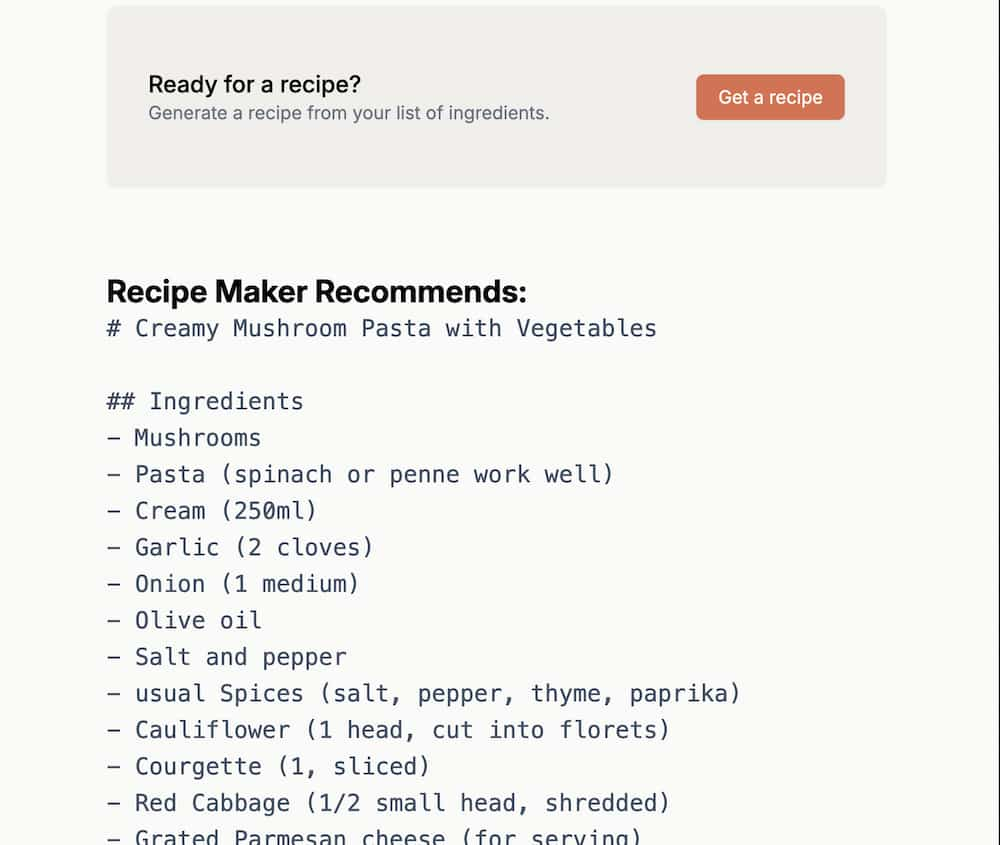 Ready for a recipe?
Generate a recipe from your list of ingredients.
Get a recipe
Recipe Maker Recommends:
# Creamy Mushroom Pasta with Vegetables
## Ingredients
- Mushrooms
- Pasta (spinach or penne work well)
- Cream (250ml)
- Garlic (2 cloves)
- Onion (1 medium)
- Olive oil
- Salt and pepper
- usual Spices (salt, pepper, thyme, paprika)
- Cauliflower (1 head, cut into florets)
- Courgette (1, sliced)
- Red Cabbage (1/2 small head, shredded)
- Grated Parmesan cheese (for serving)